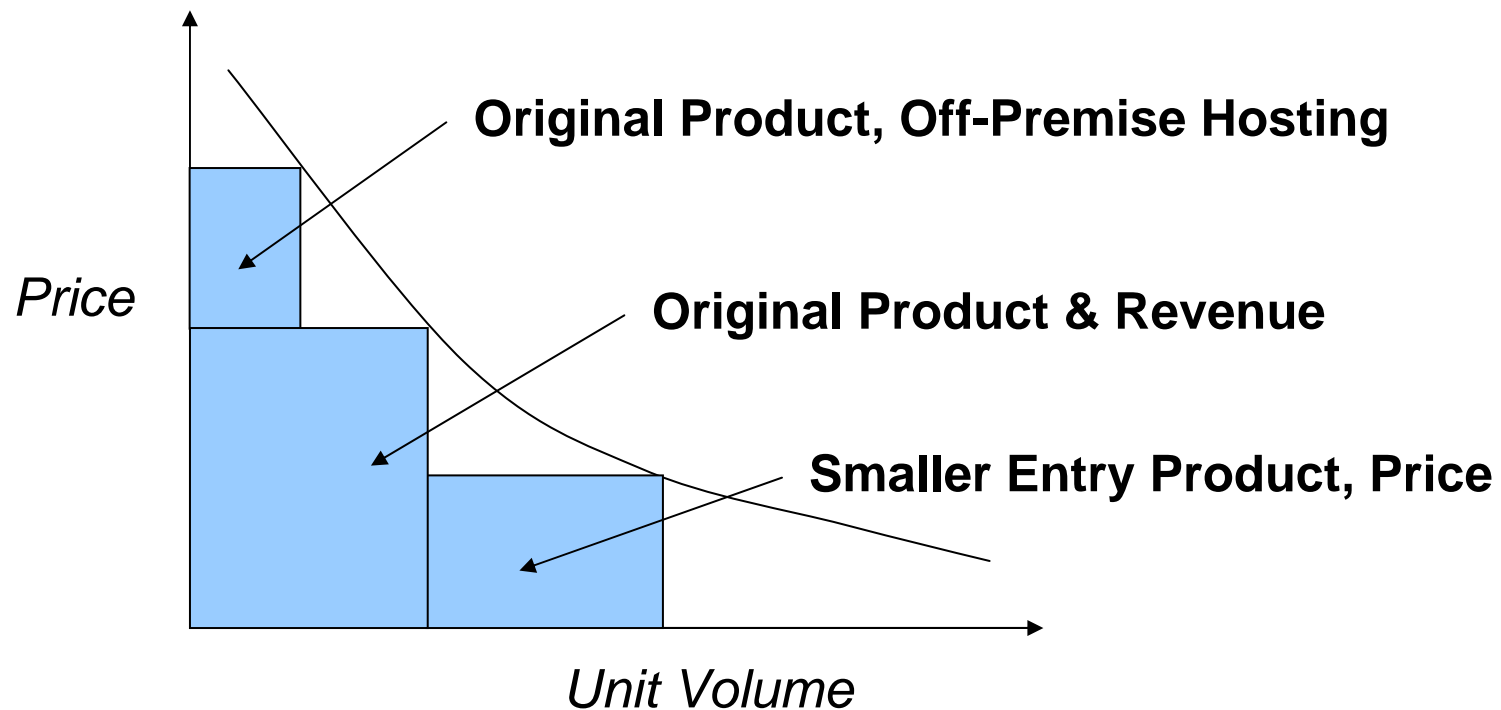 Original Product, Off-Premise Hosting
Price
Original Product & Revenue
Smaller Entry Product, Price
Unit Volume